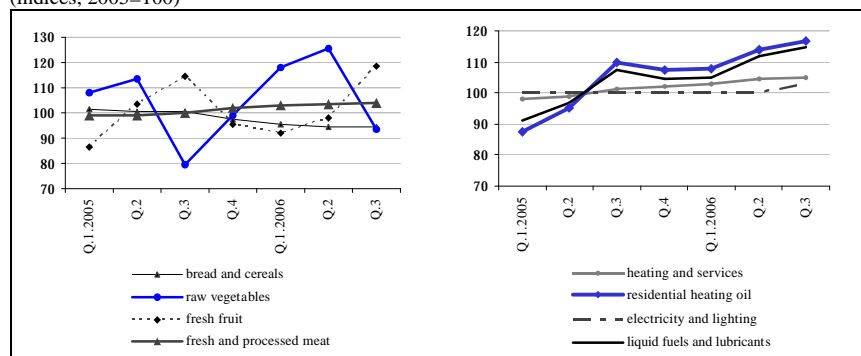 (indices, 2005=100)
130
120
110
100
90
80
70
Q.1.2005
Q.2
Q.3
Q.4
Q.1.2006
Q.2
Q.3
bread and cereals
raw vegetables
fresh fruit
fresh and processed meat
120
110
100
90
80
70
Q.1.2005
Q.2
Q.3
Q.4
Q.1.2006
Q.2
Q.3
heating and services
residential heating oil
electricity and lighting
liquid fuels and lubricants